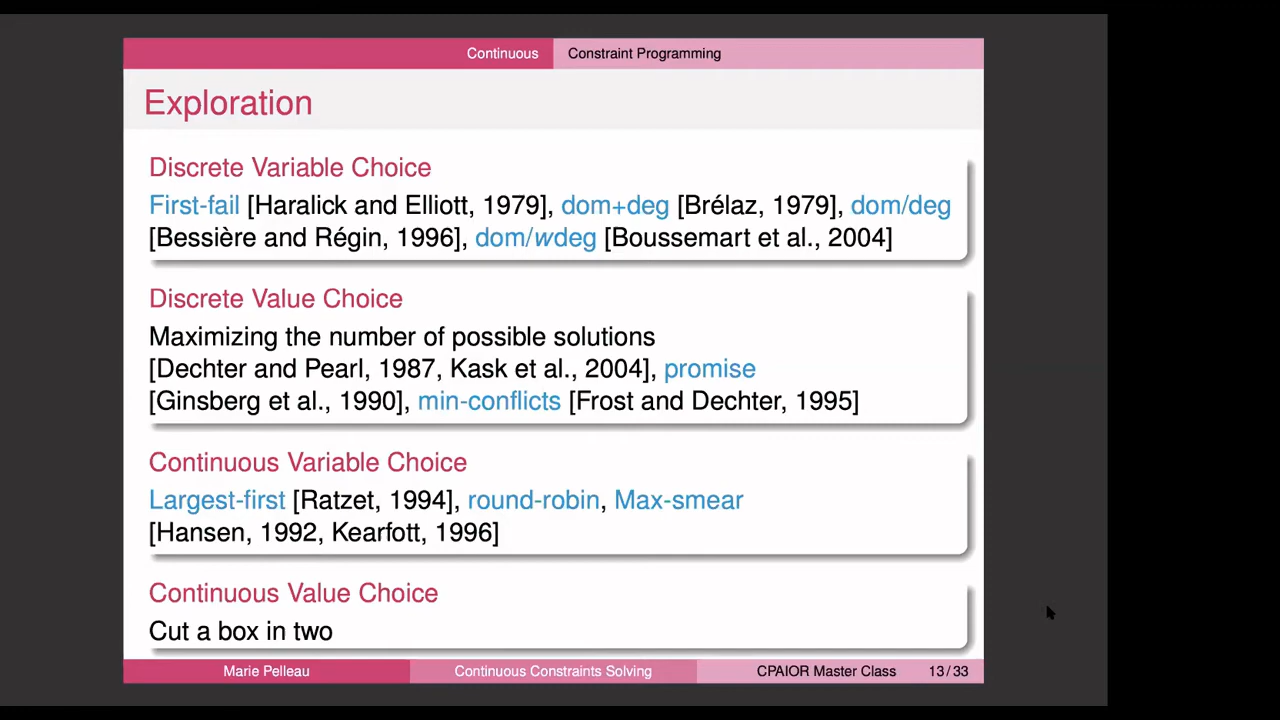 Continuous Constraint Programming
Exploration
Discrete Variable Choice
First-fail [Haralick and Elliott, 1979], dom+deg [Brélaz, 1979], dom/deg
[Bessière and Régin, 1996], dom/wdeg [Boussemart et al., 2004]
Discrete Value Choice
Maximizing the number of possible solutions
[Dechter and Pearl, 1987, Kask et al., 2004], promise
[Ginsberg et al., 1990], min-conflicts [Frost and Dechter, 1995]
Continuous Variable Choice
Largest-first [Ratzet, 1994], round-robin, Max-smear
[Hansen, 1992, Kearfott, 1996]
Continuous Value Choice
Cut a box in two
Marie Pelleau Continuous Constraints Solving CPAIOR Master Class 13/33